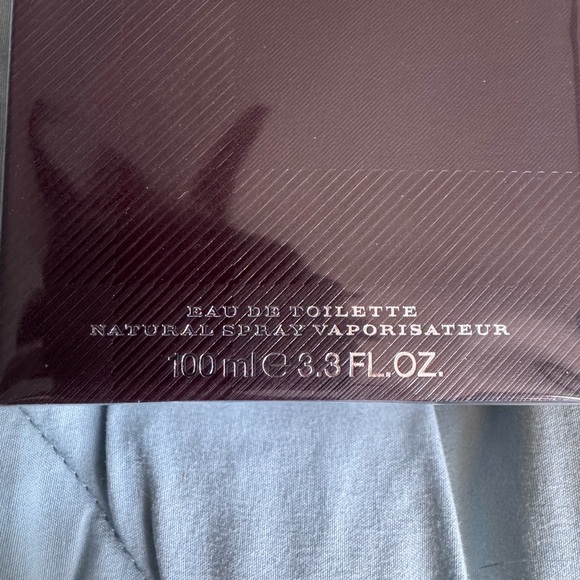 EAU DE TOILETTE
NATURAL SPRAY VAPORISATEUR
100 ml ℮ 3.3 FL.OZ.